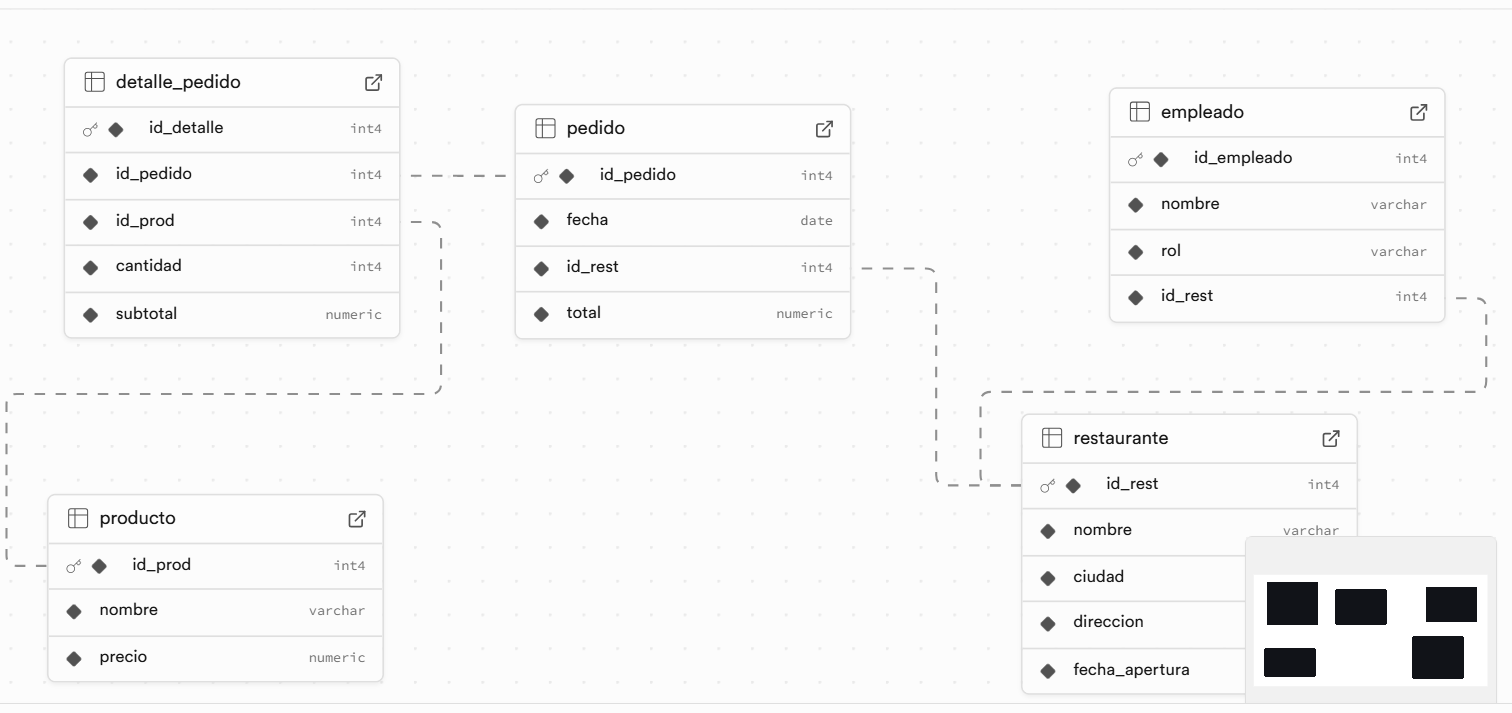 detalle_pedido
id_detalle int4
id_pedido int4
id_prod int4
cantidad int4
subtotal numeric
pedido
id_pedido int4
fecha date
id_rest int4
total numeric
empleado
id_empleado int4
nombre varchar
rol varchar
id_rest int4
producto
id_prod int4
nombre varchar
precio numeric
restaurante
id_rest int4
nombre varchar
ciudad
direccion
fecha_apertura